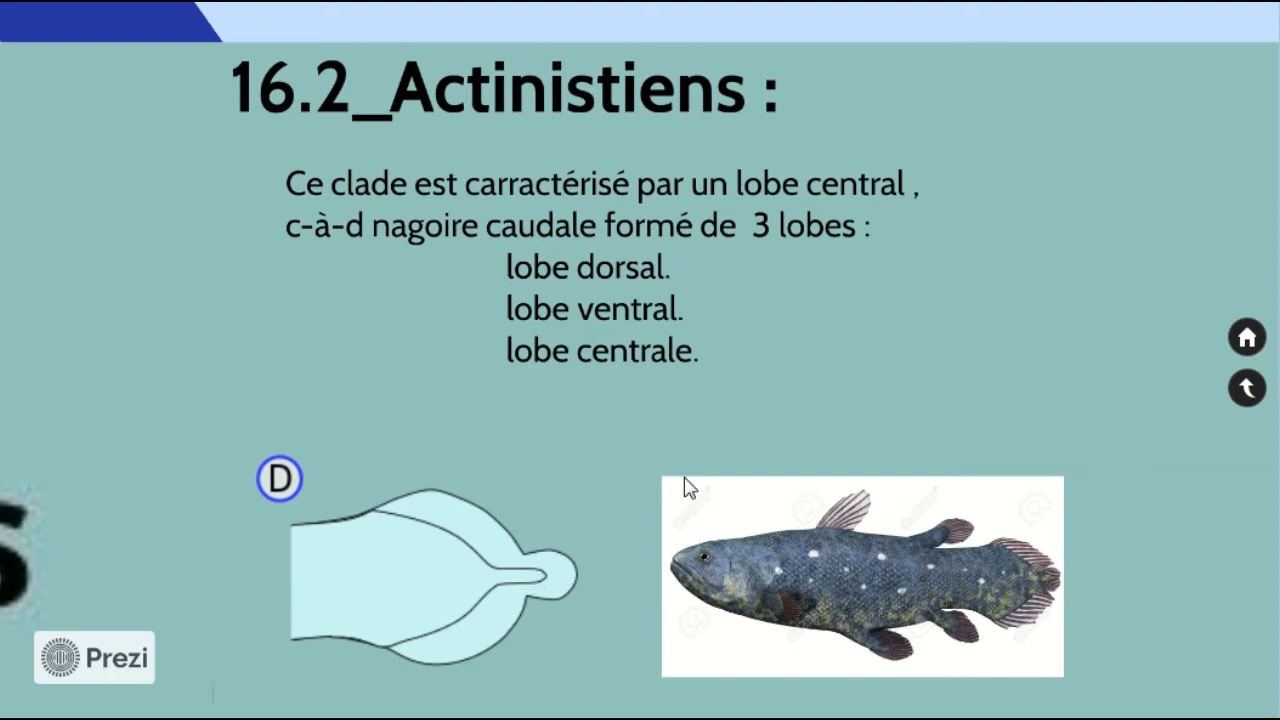 16.2_Actinistiens :
Ce clade est carractérisé par un lobe central ,
c-à-d nagoire caudale formé de 3 lobes :
lobe dorsal.
lobe ventral.
lobe centrale.
D
Prezi